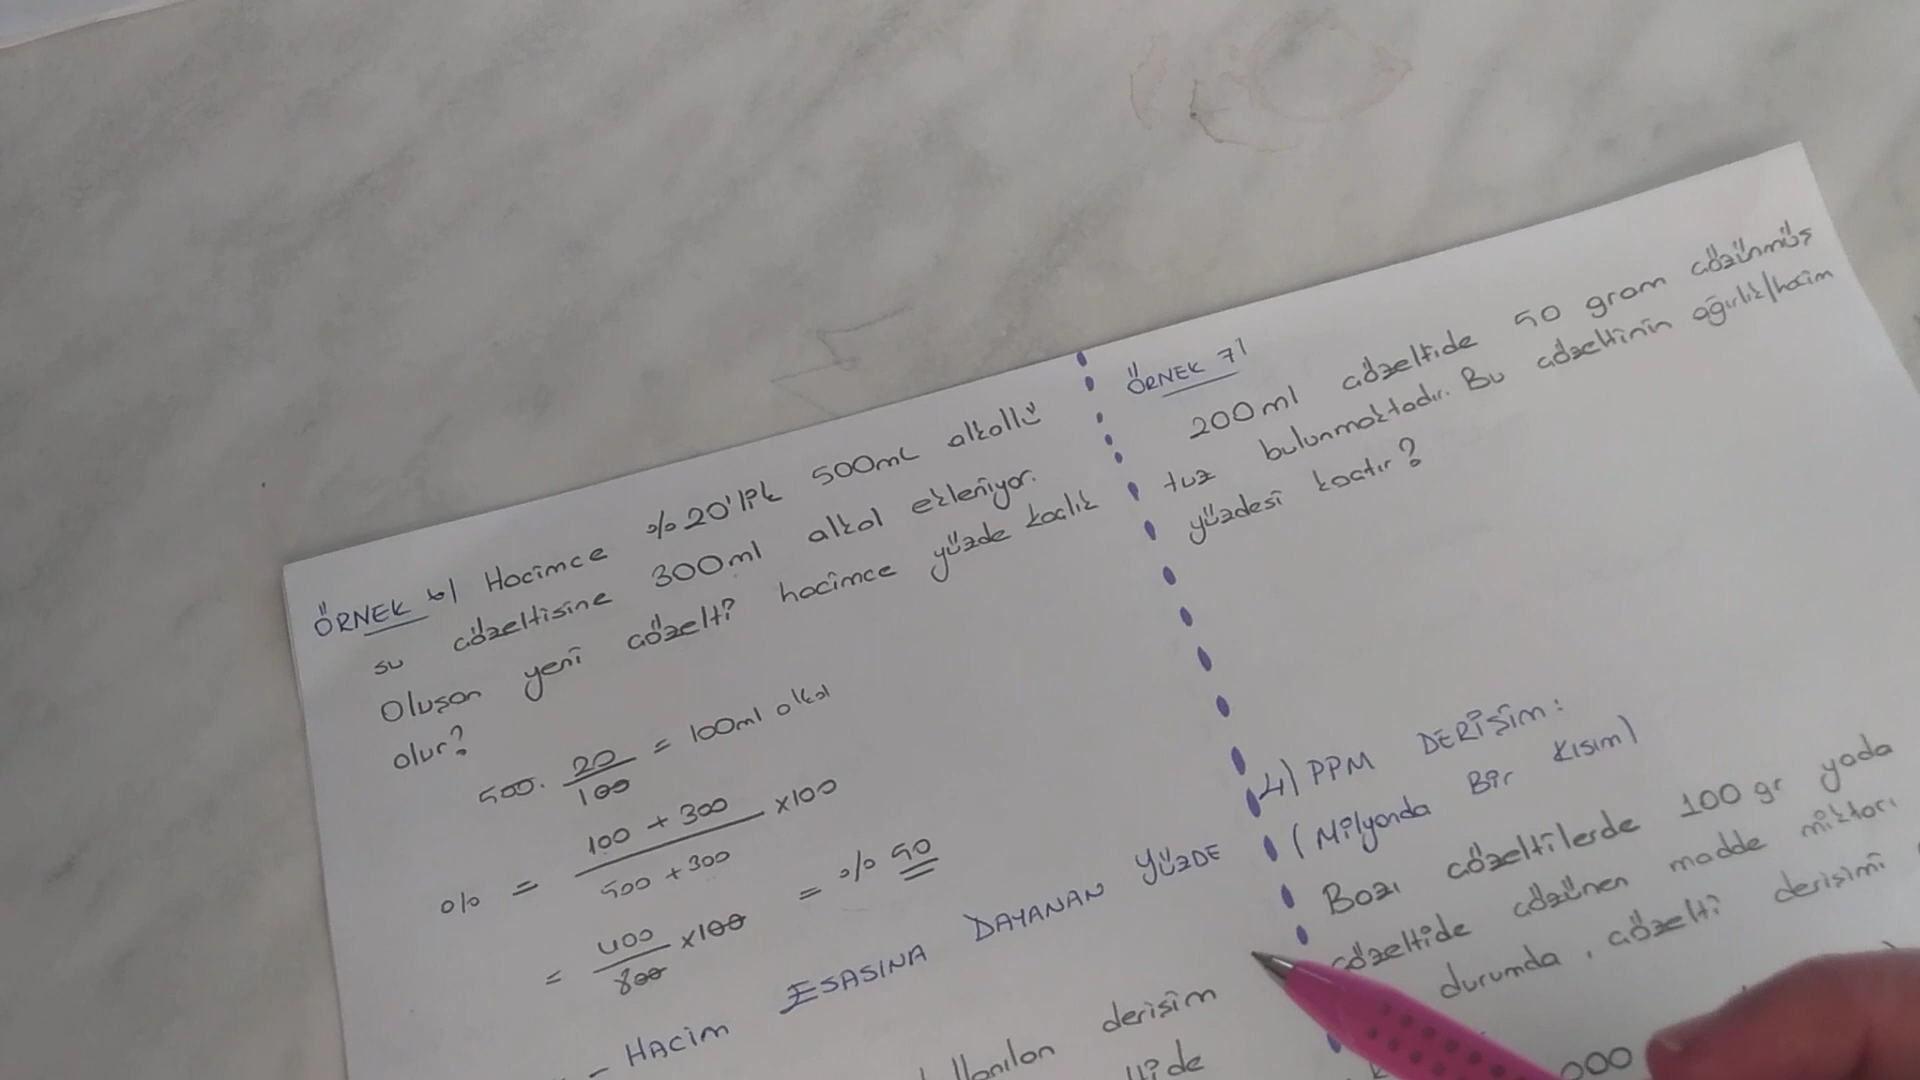 ÖRNEK 6) Hacimce %20'lik 500mL alkollü
su çözeltisine 300ml alkol ekleniyor.
Oluşan yeni çözelti hacimce yüzde kaçlık
olur?
500. 20/100 = 100ml alkol
% = 100 + 300 / 500 + 300 x100
= 400/800 x100 = % 50
- HACİM ESASINA DAYANAN YÜZDE
derişim
ÖRNEK 7)
200ml çözeltide 50 gram çözünmüş
tuz bulunmaktadır. Bu çözeltinin ağırlık/hacim
yüzdesi kaçtır?
4) PPM DERİŞİM:
(Milyonda Bir Kısım)
Bazı çözeltilerde 100 gr yada
çözeltide çözünen madde miktarı
durumda, çözelti derişimi
000